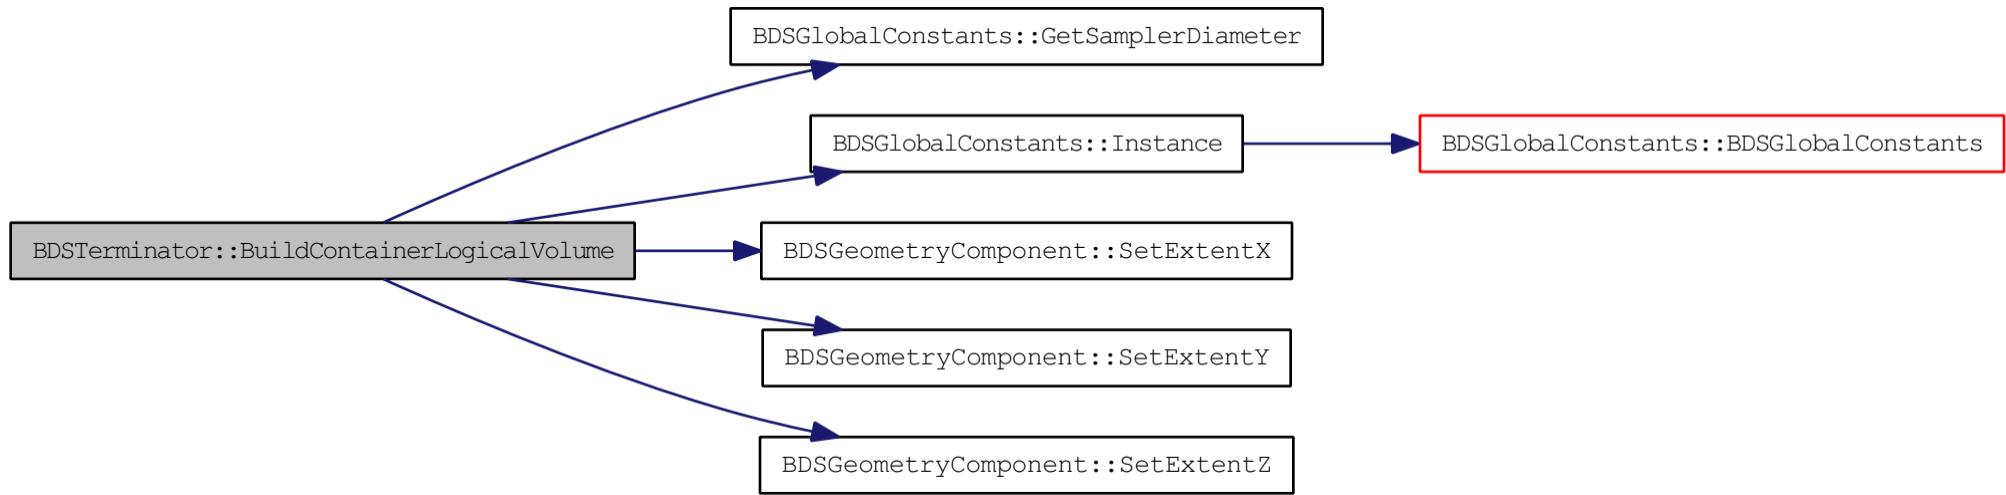 BDSGlobalConstants::GetSamplerDiameter
BDSGlobalConstants::Instance
BDSGlobalConstants::BDSGlobalConstants
BDSTerminator::BuildContainerLogicalVolume
BDSGeometryComponent::SetExtentX
BDSGeometryComponent::SetExtentY
BDSGeometryComponent::SetExtentZ